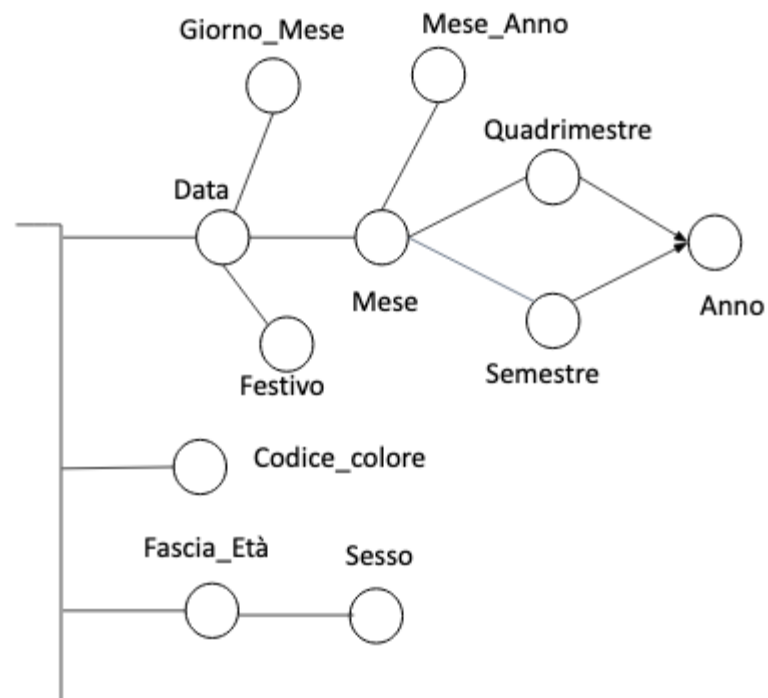 Giorno_Mese
Mese_Anno
Quadrimestre
Data
Mese
Anno
Semestre
Festivo
Codice_colore
Fascia_Età
Sesso